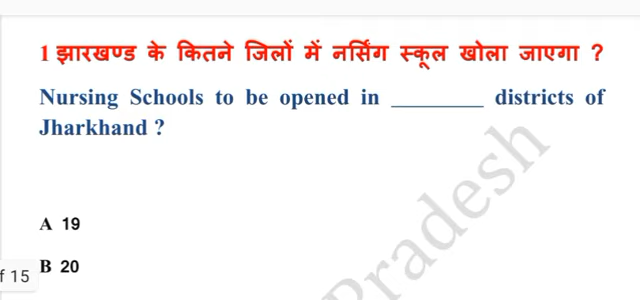 1 झारखण्ड के कितने जिलों में नर्सिंग स्कूल खोला जाएगा ?
Nursing Schools to be opened in ________ districts of
Jharkhand ?
A 19
B 20
f 15
Pradesh